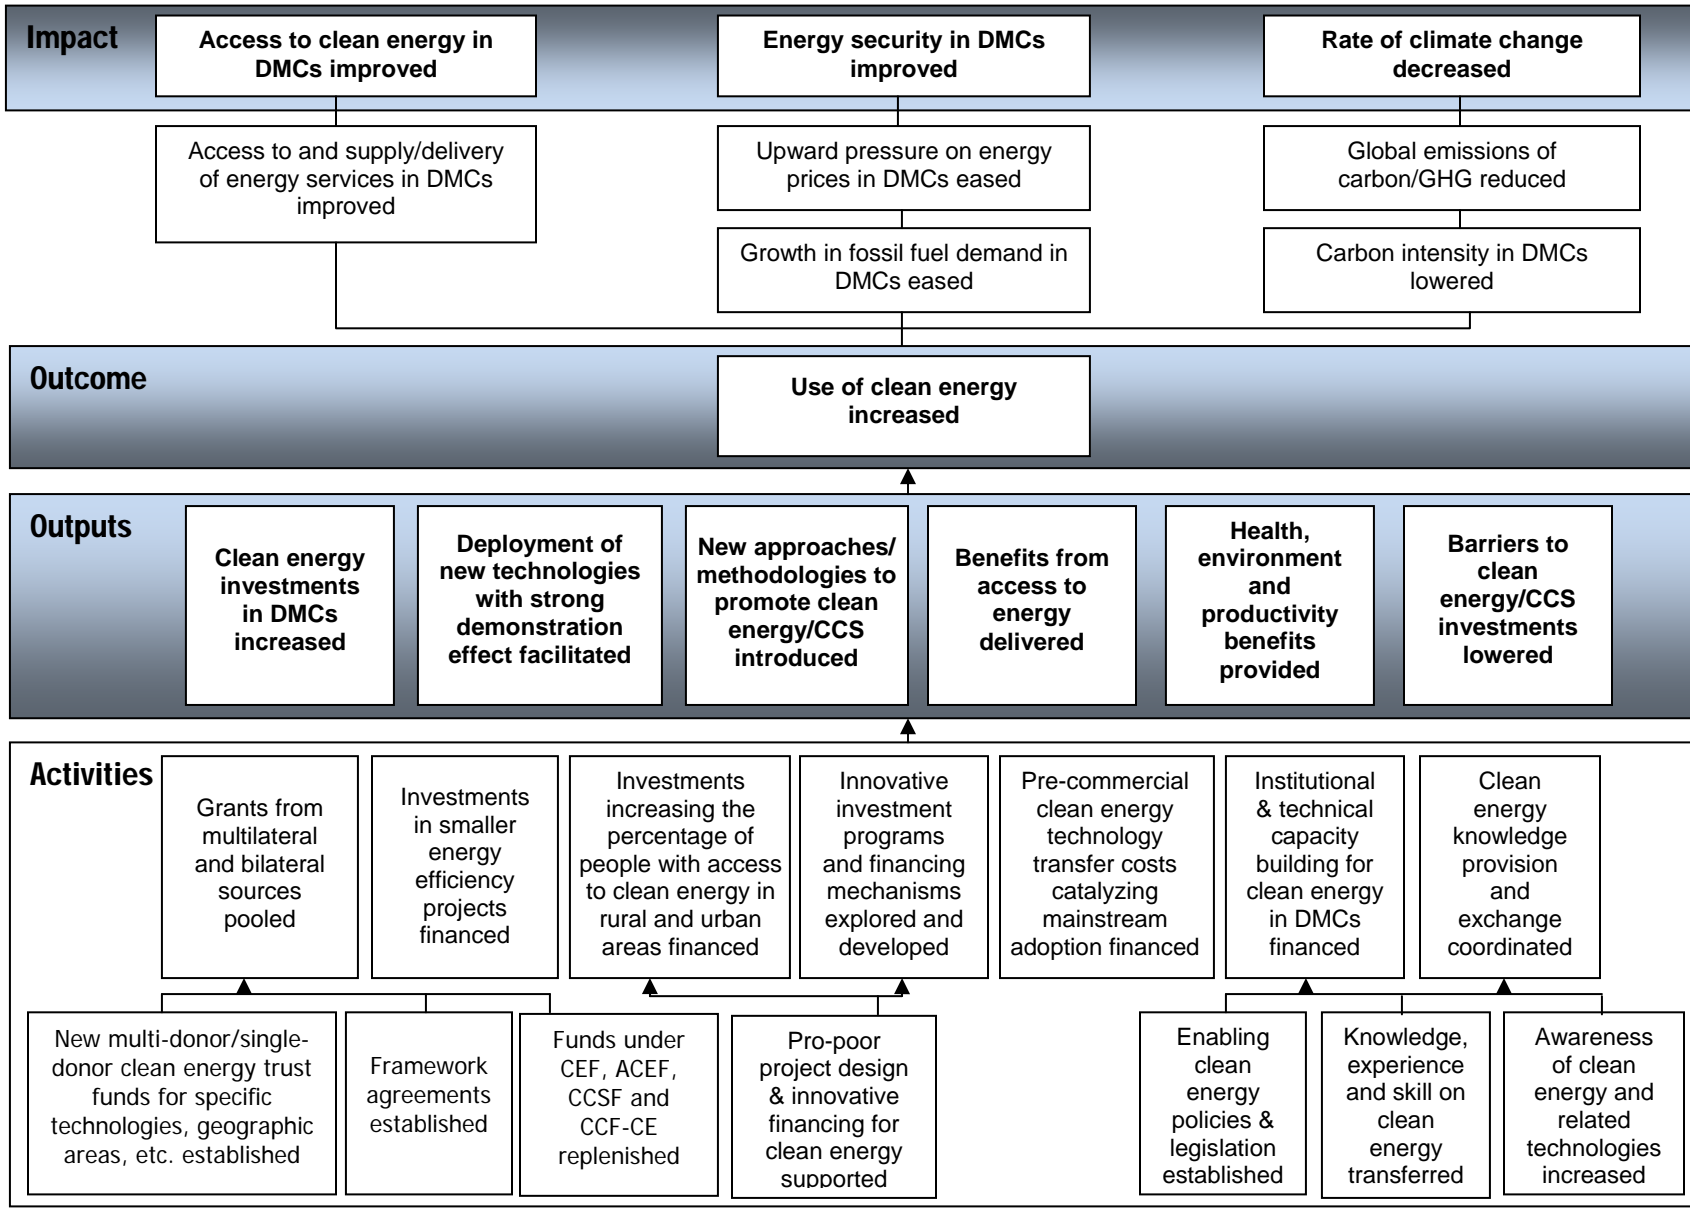 Impact
Access to clean energy in
DMCs improved
Energy security in DMCs
improved
Rate of climate change
decreased
Access to and supply/delivery
of energy services in DMCs
improved
Upward pressure on energy
prices in DMCs eased
Global emissions of
carbon/GHG reduced
Growth in fossil fuel demand in
DMCs eased
Carbon intensity in DMCs
lowered
Outcome
Use of clean energy
increased
Outputs
Clean energy
investments
in DMCs
increased
Deployment of
new technologies
with strong
demonstration
effect facilitated
New approaches/
methodologies to
promote clean
energy/CCS
introduced
Benefits from
access to
energy
delivered
Health,
environment
and
productivity
benefits
provided
Barriers to
clean
energy/CCS
investments
lowered
Activities
Grants from
multilateral
and bilateral
sources
pooled
Investments
in smaller
energy
efficiency
projects
financed
Investments
increasing the
percentage of
people with access
to clean energy in
rural and urban
areas financed
Innovative
investment
programs
and financing
mechanisms
explored and
developed
Pre-commercial
clean energy
technology
transfer costs
catalyzing
mainstream
adoption financed
Institutional
& technical
capacity
building for
clean energy
in DMCs
financed
Clean
energy
knowledge
provision
and
exchange
coordinated
New multi-donor/single-
donor clean energy trust
funds for specific
technologies, geographic
areas, etc. established
Framework
agreements
established
Funds under
CEF, ACEF,
CCSF and
CCF-CE
replenished
Pro-poor
project design
& innovative
financing for
clean energy
supported
Enabling
clean
energy
policies &
legislation
established
Knowledge,
experience
and skill on
clean
energy
transferred
Awareness
of clean
energy and
related
technologies
increased